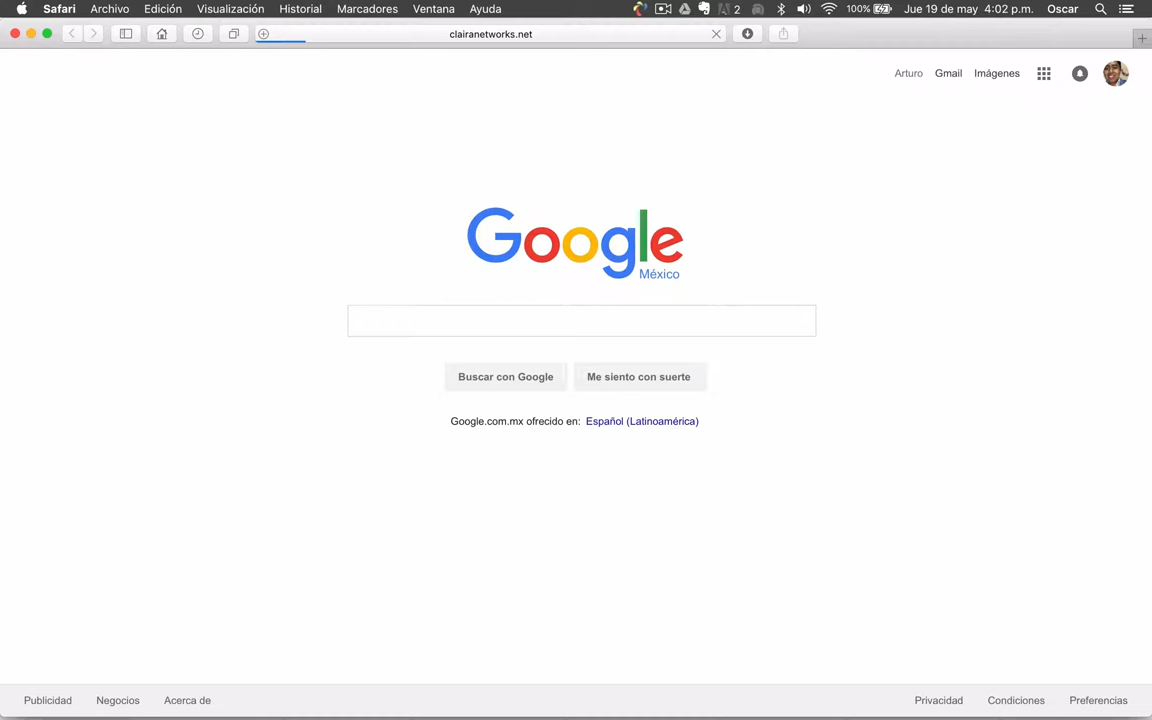 Safari Archivo Edición Visualización Historial Marcadores Ventana Ayuda 2 100% Jue 19 de may 4:02 p.m. Oscar
clairanetworks.net
Arturo Gmail Imágenes
Google
México
Buscar con Google Me siento con suerte
Google.com.mx ofrecido en: Español (Latinoamérica)
Publicidad Negocios Acerca de Privacidad Condiciones Preferencias